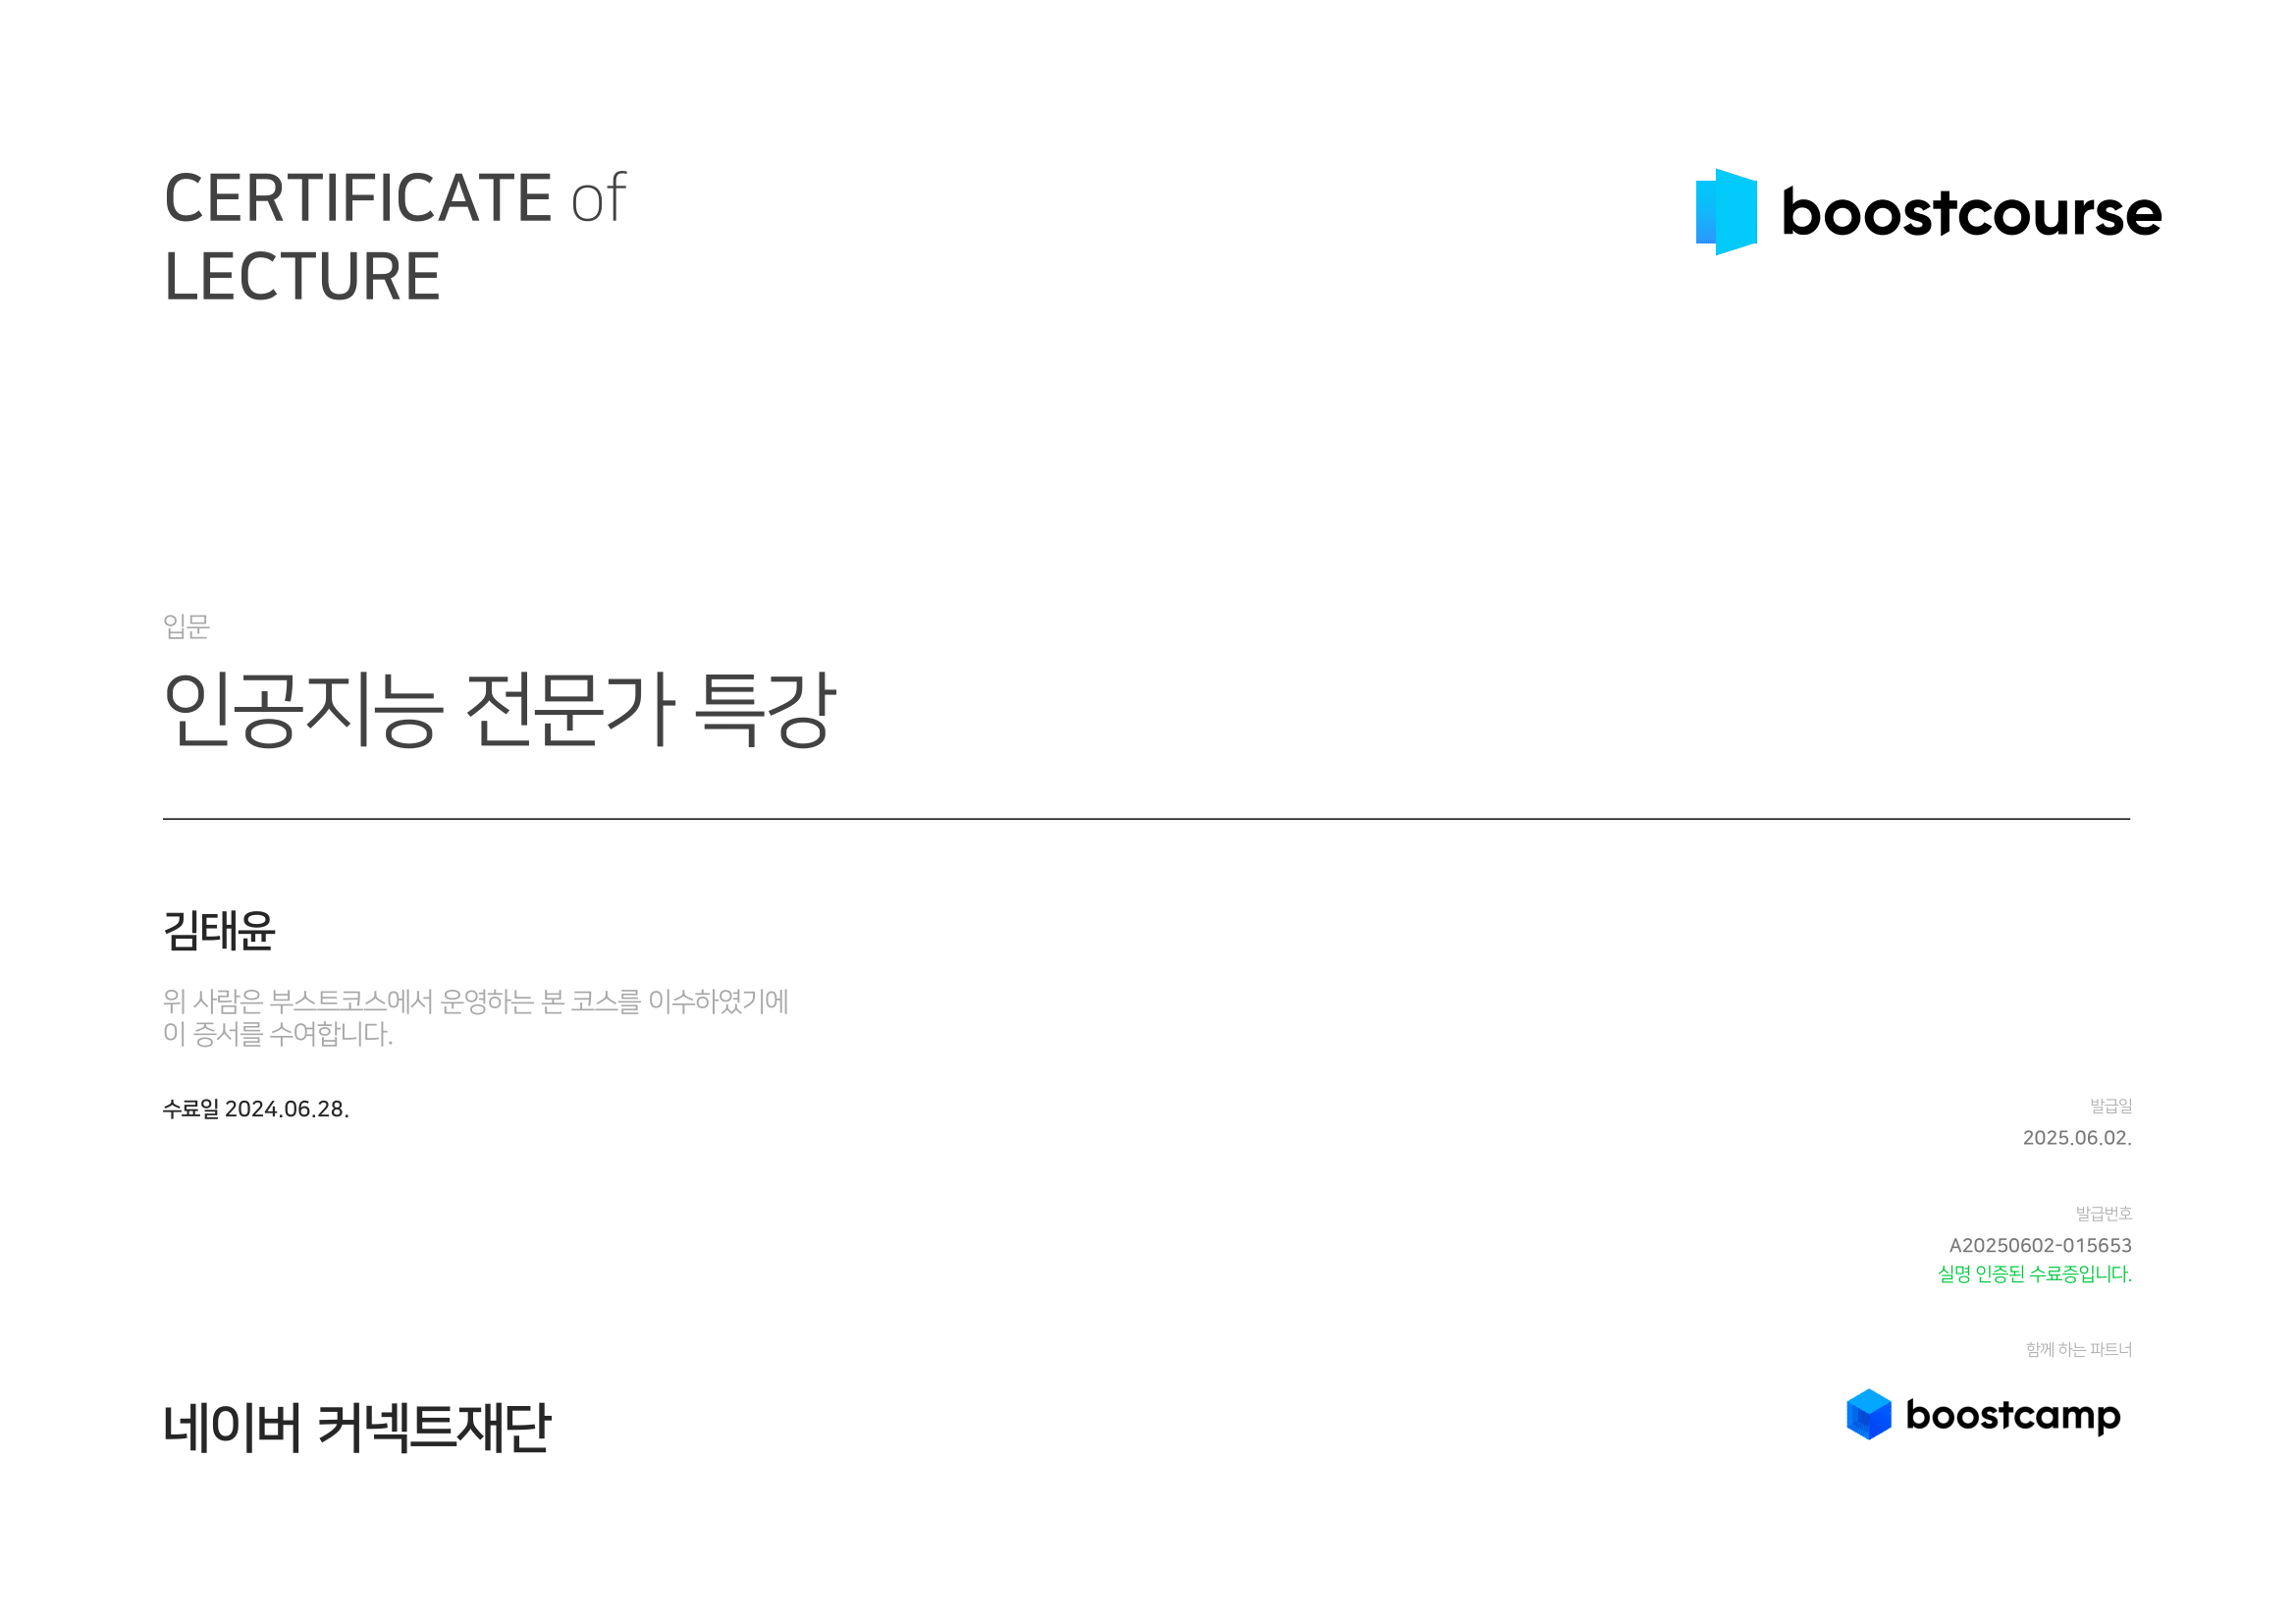 CERTIFICATE of
LECTURE
boostcourse
입문
인공지능 전문가 특강
김태윤
위 사람은 부스트코스에서 운영하는 본 코스를 이수하였기에
이 증서를 수여합니다.
수료일 2024.06.28.
발급일
2025.06.02.
발급번호
A20250602-015653
실명 인증된 수료증입니다.
함께 하는 파트너
네이버 커넥트재단
boostcamp